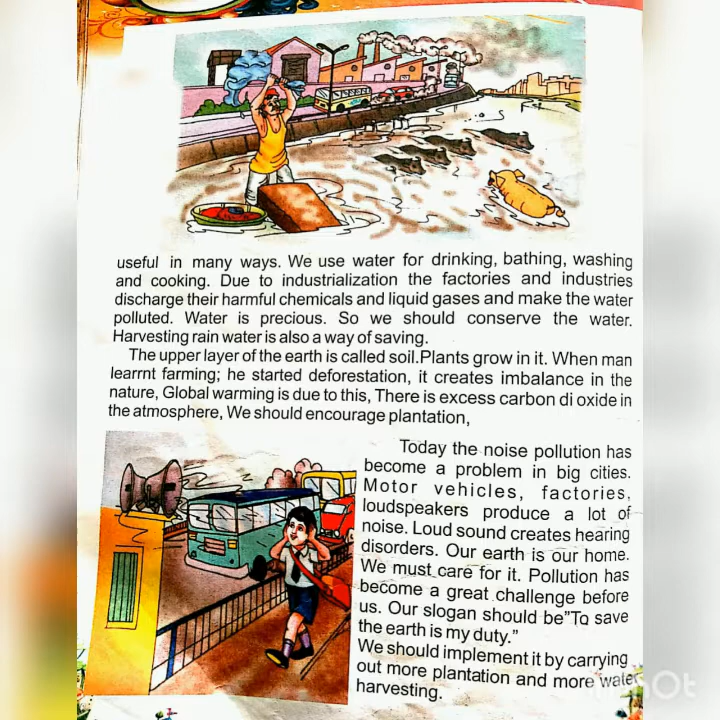 useful in many ways. We use water for drinking, bathing, washing
and cooking. Due to industrialization the factories and industries
discharge their harmful chemicals and liquid gases and make the water
polluted. Water is precious. So we should conserve the water.
Harvesting rain water is also a way of saving.
The upper layer of the earth is called soil.Plants grow in it. When man
learnt farming; he started deforestation, it creates imbalance in the
nature, Global warming is due to this, There is excess carbon di oxide in
the atmosphere, We should encourage plantation,
Today the noise pollution has
become a problem in big cities.
Motor vehicles, factories,
loudspeakers produce a lot of
noise. Loud sound creates hearing
disorders. Our earth is our home.
We must care for it. Pollution has
become a great challenge before
us. Our slogan should be”To save
the earth is my duty.”
We should implement it by carrying
out more plantation and more water
harvesting.